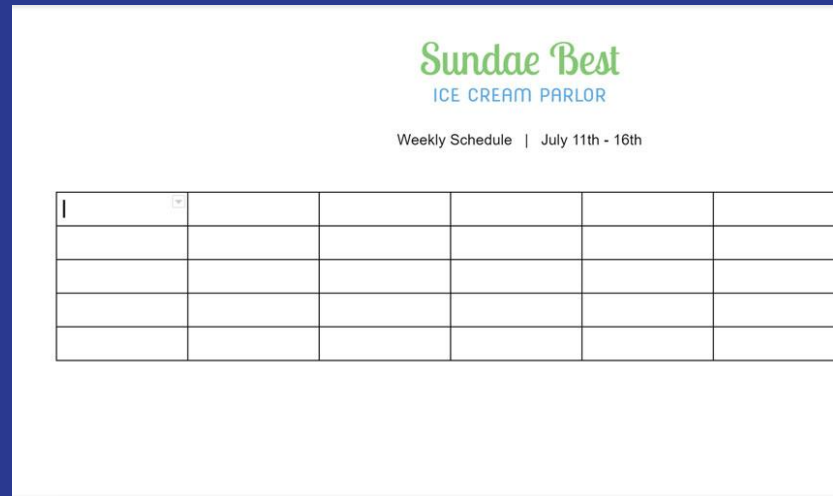 Sundae Best
ICE CREAM PARLOR
Weekly Schedule | July 11th - 16th